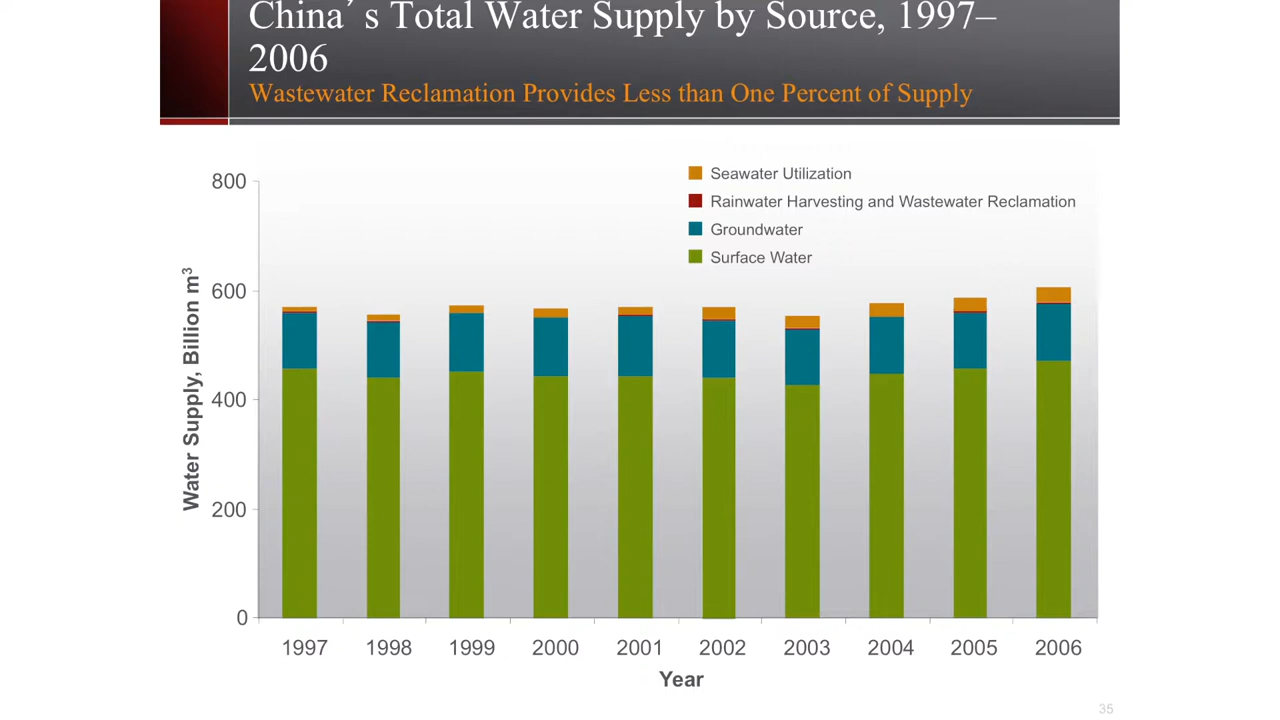 China’s Total Water Supply by Source, 1997–
2006
Wastewater Reclamation Provides Less than One Percent of Supply
Seawater Utilization
Rainwater Harvesting and Wastewater Reclamation
Groundwater
Surface Water
Water Supply, Billion m³
800
600
400
200
0
1997 1998 1999 2000 2001 2002 2003 2004 2005 2006
Year
35